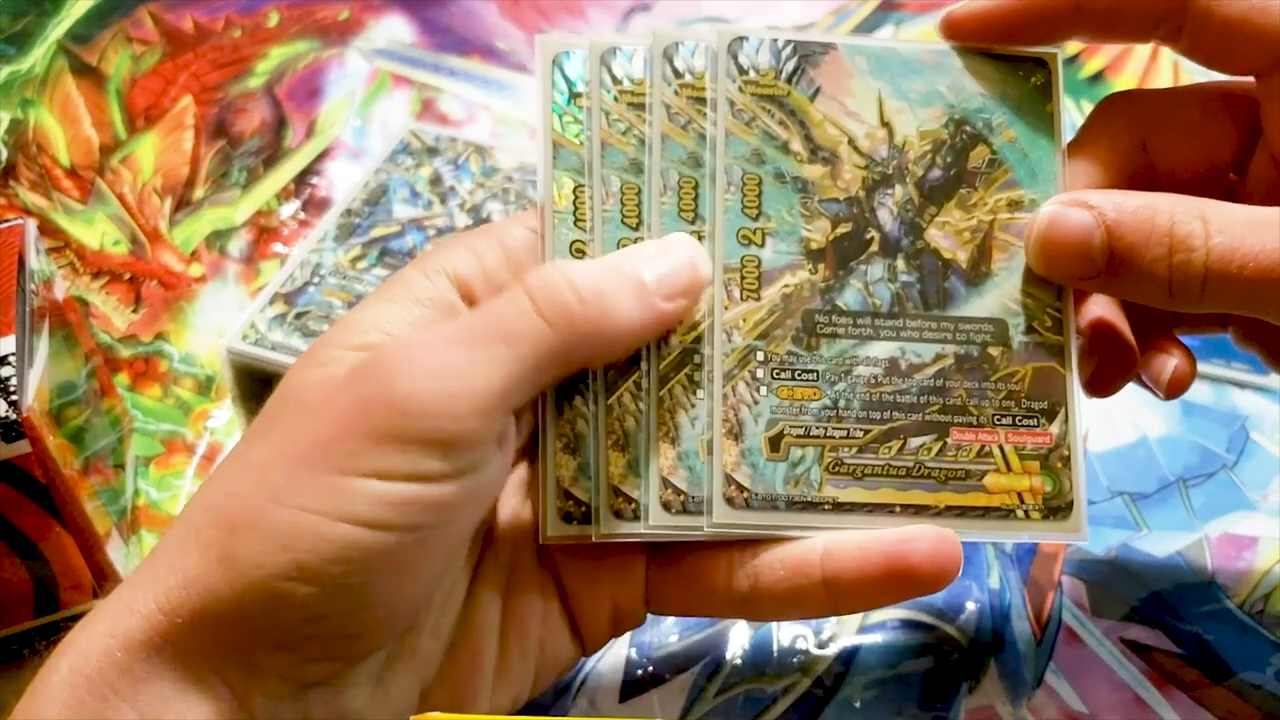 Monster
4000
4000
4000
7000 2 4000
No foes will stand before my swords.
Come forth, you who desire to fight.
You may use this card with all flags.
Call Cost Pay 1 gauge & Put the top card of your deck into its soul.
G-EVO At the end of the battle of this card, call up to one Dragod
monster from your hand on top of this card without paying its Call Cost
Dragod / Deity Dragon Tribe
Double Attack Soulguard
Gargantua Dragon